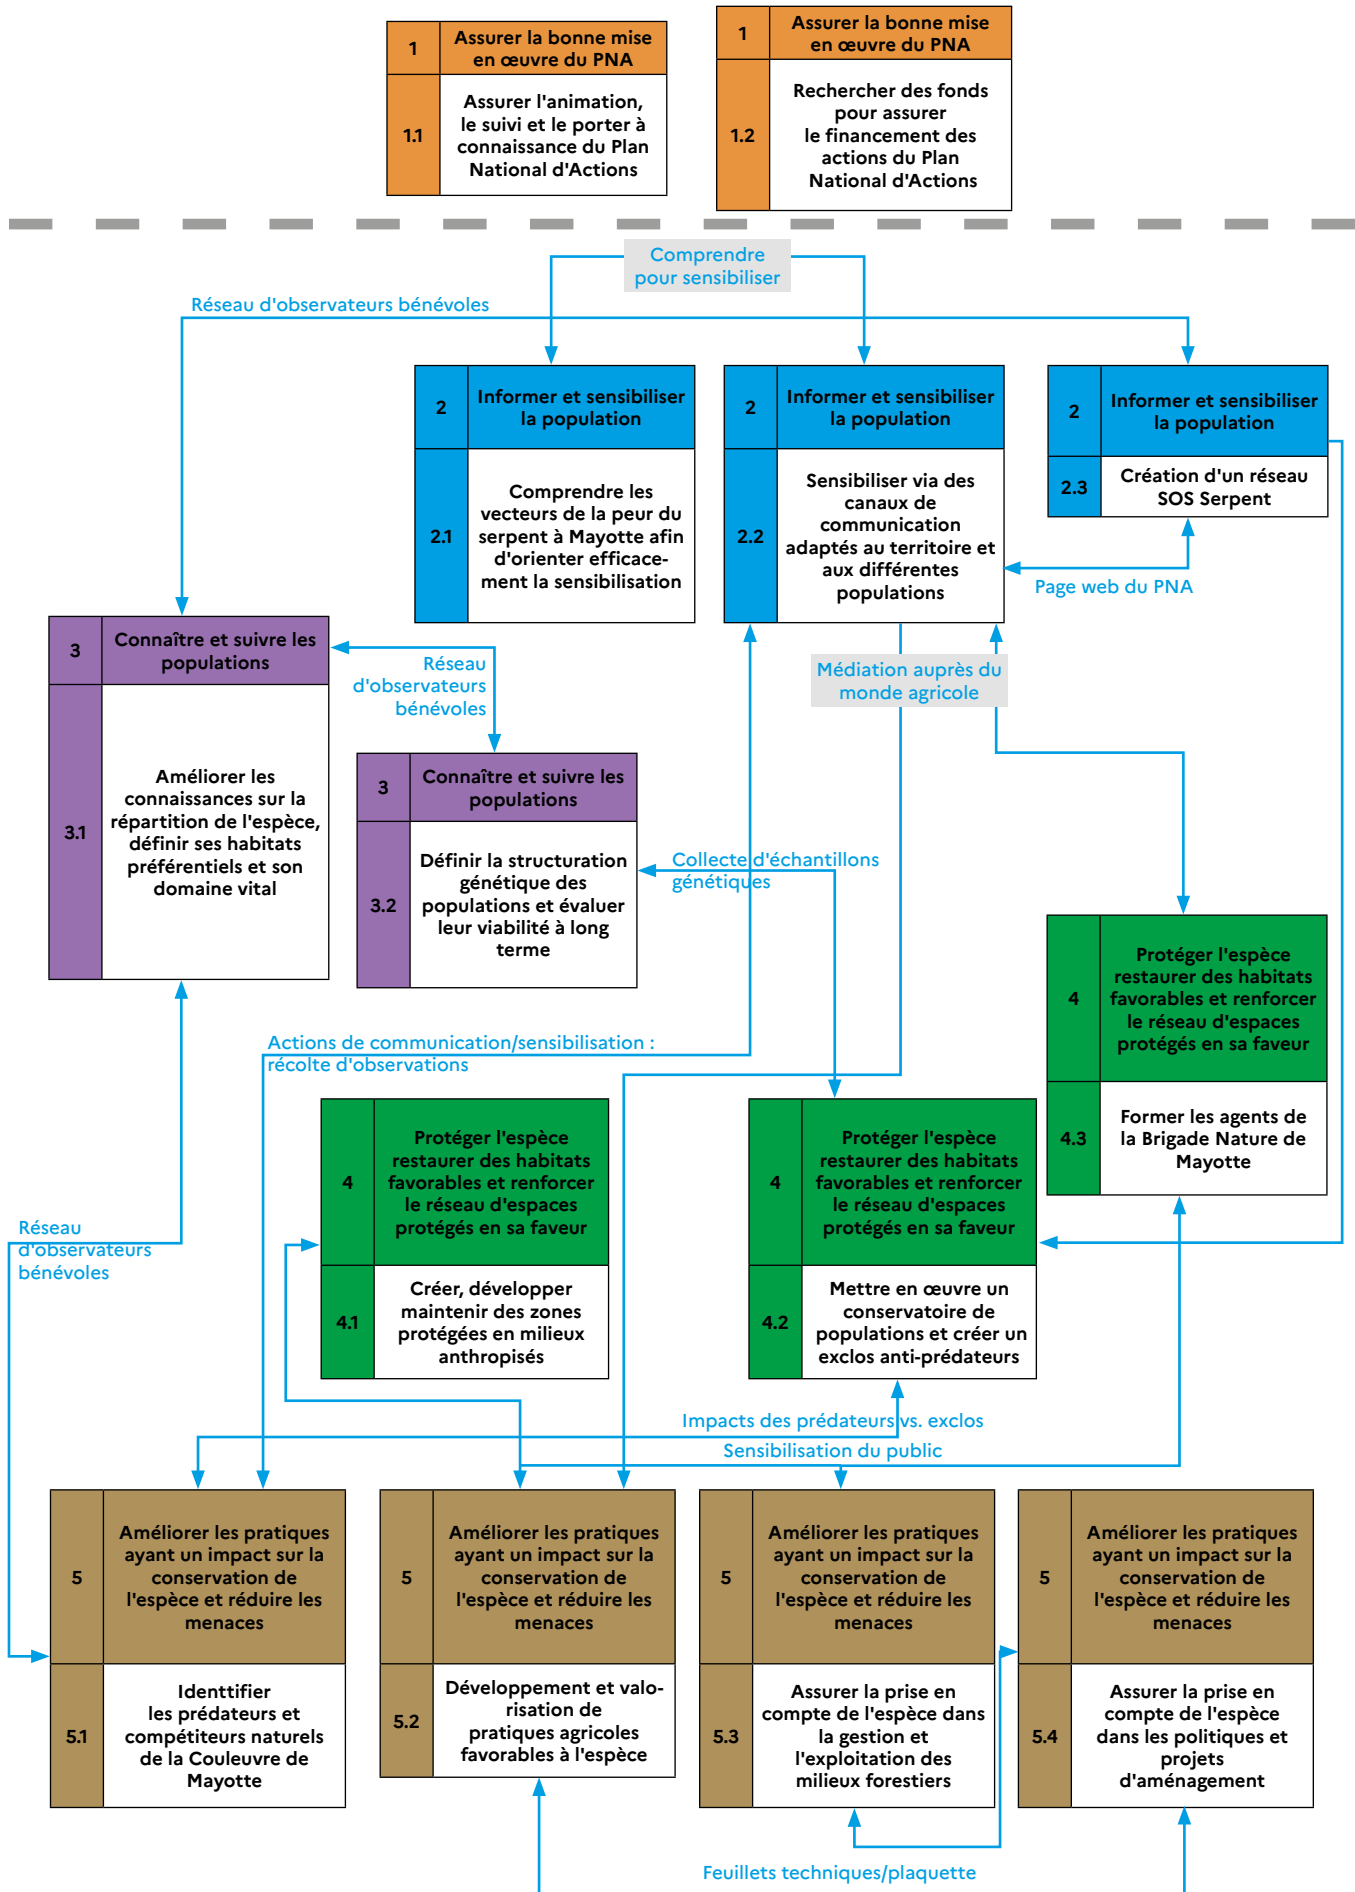 1
Assurer la bonne mise
en œuvre du PNA
1.1
Assurer l'animation,
le suivi et le porter à
connaissance du Plan
National d'Actions
1
Assurer la bonne mise
en œuvre du PNA
1.2
Rechercher des fonds
pour assurer
le financement des
actions du Plan
National d'Actions
Comprendre
pour sensibiliser
Réseau d'observateurs bénévoles
2
Informer et sensibiliser
la population
2.1
Comprendre les
vecteurs de la peur du
serpent à Mayotte afin
d'orienter efficace-
ment la sensibilisation
2
Informer et sensibiliser
la population
2.2
Sensibiliser via des
canaux de
communication
adaptés au territoire et
aux différentes
populations
2
Informer et sensibiliser
la population
2.3
Création d'un réseau
SOS Serpent
Page web du PNA
3
Connaître et suivre les
populations
3.1
Améliorer les
connaissances sur la
répartition de l'espèce,
définir ses habitats
préférentiels et son
domaine vital
Réseau
d'observateurs
bénévoles
Médiation auprès du
monde agricole
3
Connaître et suivre les
populations
3.2
Définir la structuration
génétique des
populations et évaluer
leur viabilité à long
terme
Collecte d'échantillons
génétiques
4
Protéger l'espèce
restaurer des habitats
favorables et renforcer
le réseau d'espaces
protégés en sa faveur
4.3
Former les agents de
la Brigade Nature de
Mayotte
Actions de communication/sensibilisation :
récolte d'observations
4
Protéger l'espèce
restaurer des habitats
favorables et renforcer
le réseau d'espaces
protégés en sa faveur
4.1
Créer, développer
maintenir des zones
protégées en milieux
anthropisés
4
Protéger l'espèce
restaurer des habitats
favorables et renforcer
le réseau d'espaces
protégés en sa faveur
4.2
Mettre en œuvre un
conservatoire de
populations et créer un
exclos anti-prédateurs
Réseau
d'observateurs
bénévoles
Impacts des prédateurs vs. exclos
Sensibilisation du public
5
Améliorer les pratiques
ayant un impact sur la
conservation de
l'espèce et réduire les
menaces
5.1
Identtifier
les prédateurs et
compétiteurs naturels
de la Couleuvre de
Mayotte
5
Améliorer les pratiques
ayant un impact sur la
conservation de
l'espèce et réduire les
menaces
5.2
Développement et valo-
risation de
pratiques agricoles
favorables à l'espèce
5
Améliorer les pratiques
ayant un impact sur la
conservation de
l'espèce et réduire les
menaces
5.3
Assurer la prise en
compte de l'espèce dans
la gestion et
l'exploitation des
milieux forestiers
5
Améliorer les pratiques
ayant un impact sur la
conservation de
l'espèce et réduire les
menaces
5.4
Assurer la prise en
compte de l'espèce
dans les politiques et
projets
d'aménagement
Feuillets techniques/plaquette